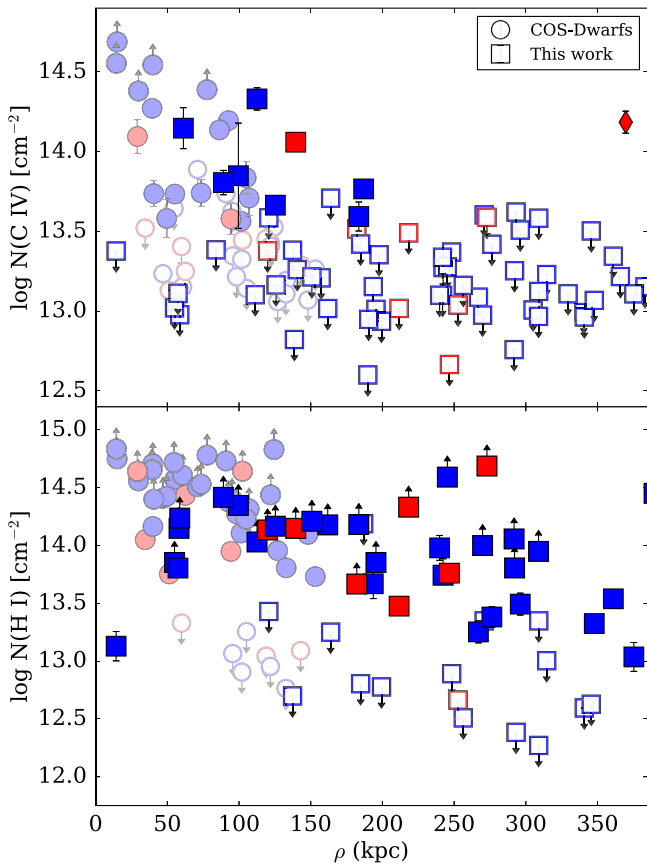 COS-Dwarfs
This work
log N(C IV) [cm⁻²]
14.5
14.0
13.5
13.0
12.5
log N(H I) [cm⁻²]
15.0
14.5
14.0
13.5
13.0
12.5
12.0
0 50 100 150 200 250 300 350
ρ (kpc)